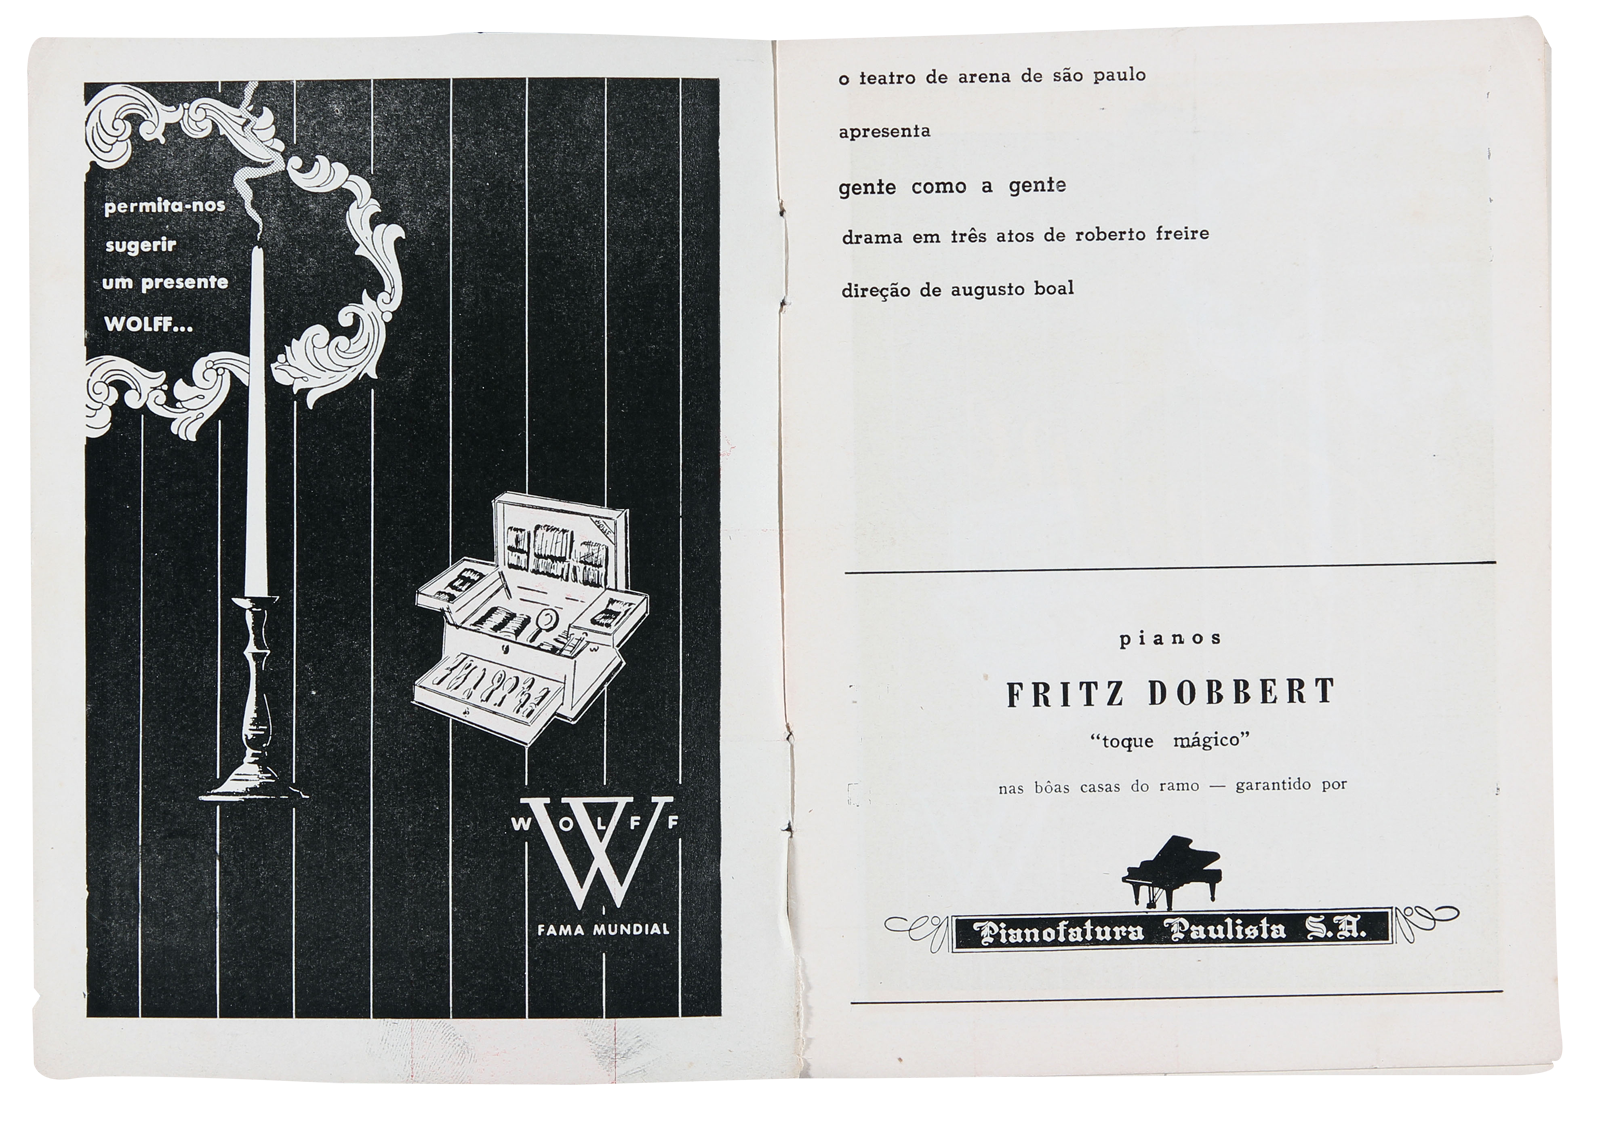 permita-nos
sugerir
um presente
WOLFF...
WOLFF
FAMA MUNDIAL
o teatro de arena de são paulo
apresenta
gente como a gente
drama em três atos de roberto freire
direção de augusto boal
pianos
FRITZ DOBBERT
“toque mágico”
nas bôas casas do ramo — garantido por
Pianofatura Paulista S.A.